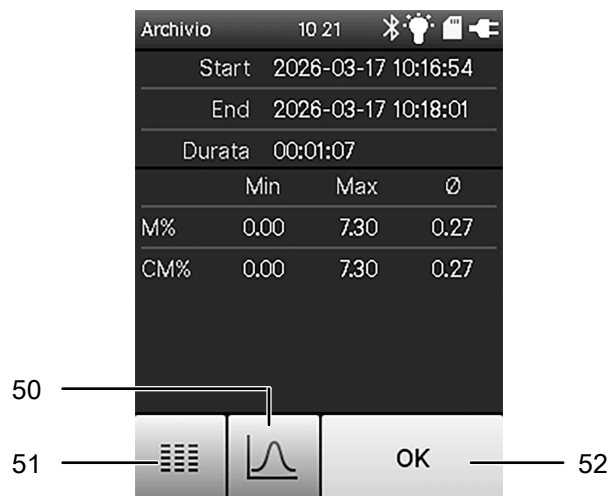 Archivio 10 21
Start 2026-03-17 10:16:54
End 2026-03-17 10:18:01
Durata 00:01:07
Min Max Ø
M% 0.00 7.30 0.27
CM% 0.00 7.30 0.27
50
51 OK 52